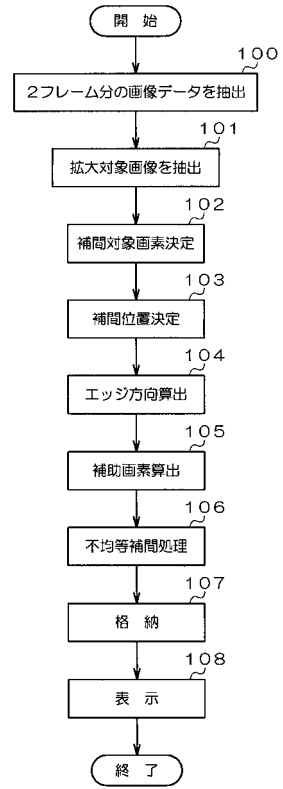 開 始
100
2フレーム分の画像データを抽出
101
拡大対象画像を抽出
102
補間対象画素決定
103
補間位置決定
104
エッジ方向算出
105
補助画素算出
106
不均等補間処理
107
格 納
108
表 示
終 了